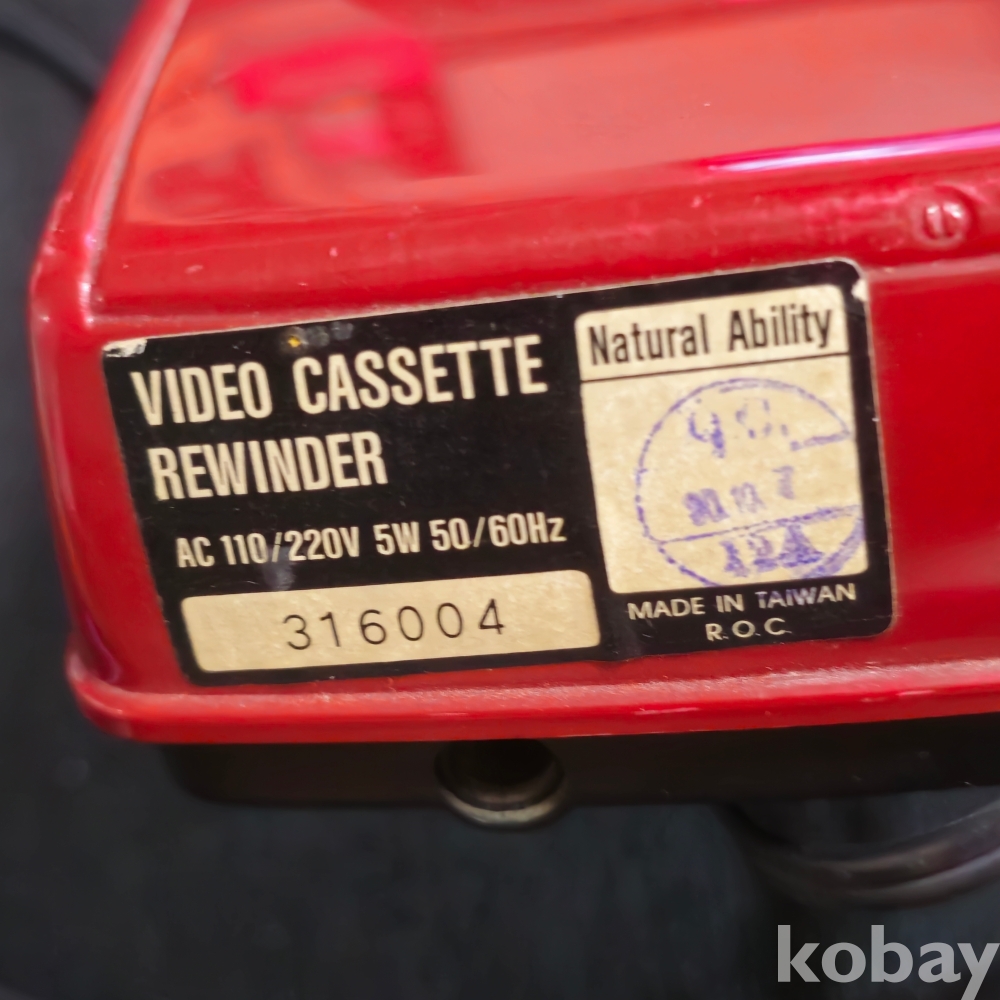 VIDEO CASSETTE
REWINDER
AC 110/220V 5W 50/60Hz
316004
Natural Ability
MADE IN TAIWAN
R.O.C.
kobay